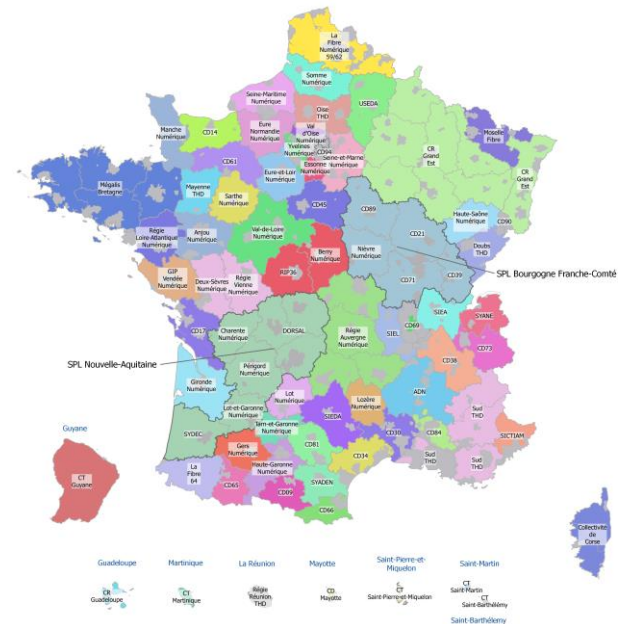 La
Fibre
Numérique
59/62
Somme
Numérique
Seine-Maritime
Numérique
Oise
THD
USEDA
Manche
Numérique
CD14
Eure
Normandie
Numérique
Val
d'Oise
Numérique
Yvelines
Numérique
CD94
Seine-et-Marne
Numérique
Essonne
Numérique
CR
Grand
Est
Moselle
Fibre
CR
Grand
Est
Mégalis
Bretagne
CD61
Mayenne
THD
Sarthe
Numérique
Eure-et-Loir
Numérique
CD45
CD89
CD21
Haute-Saône
Numérique
CD90
Régie
Loire-Atlantique
Numérique
Anjou
Numérique
Val-de-Loire
Numérique
Berry
Numérique
Nièvre
Numérique
Doubs
THD
GIP
Vendée
Numérique
Deux-Sèvres
Numérique
Régie
Vienne
Numérique
RIP36
CD71
CD39
SPL Bourgogne Franche-Comté
CD17
Charente
Numérique
DORSAL
Régie
Auvergne
Numérique
SIEL
CD69
SIEA
SYANE
CD73
CD38
SPL Nouvelle-Aquitaine
Périgord
Numérique
Gironde
Numérique
Lot
Numérique
Lot-et-Garonne
Numérique
SIEDA
Lozère
Numérique
ADN
Sud
THD
Tarn-et-Garonne
Numérique
SYDEC
Gers
Numérique
CD81
CD30
CD84
SICTIAM
La
Fibre
64
CD65
Haute-Garonne
Numérique
CD09
SYADEN
CD34
Sud
THD
Sud
THD
CD66
Guyane
CT
Guyane
Collectivité
de
Corse
Guadeloupe
CR
Guadeloupe
Martinique
CT
Martinique
La Réunion
Régie
Réunion
THD
Mayotte
CD
Mayotte
Saint-Pierre-et-
Miquelon
CT
Saint-Pierre-et-Miquelon
Saint-Martin
CT
Saint-Martin
CT
Saint-Barthélemy
Saint-Barthélemy